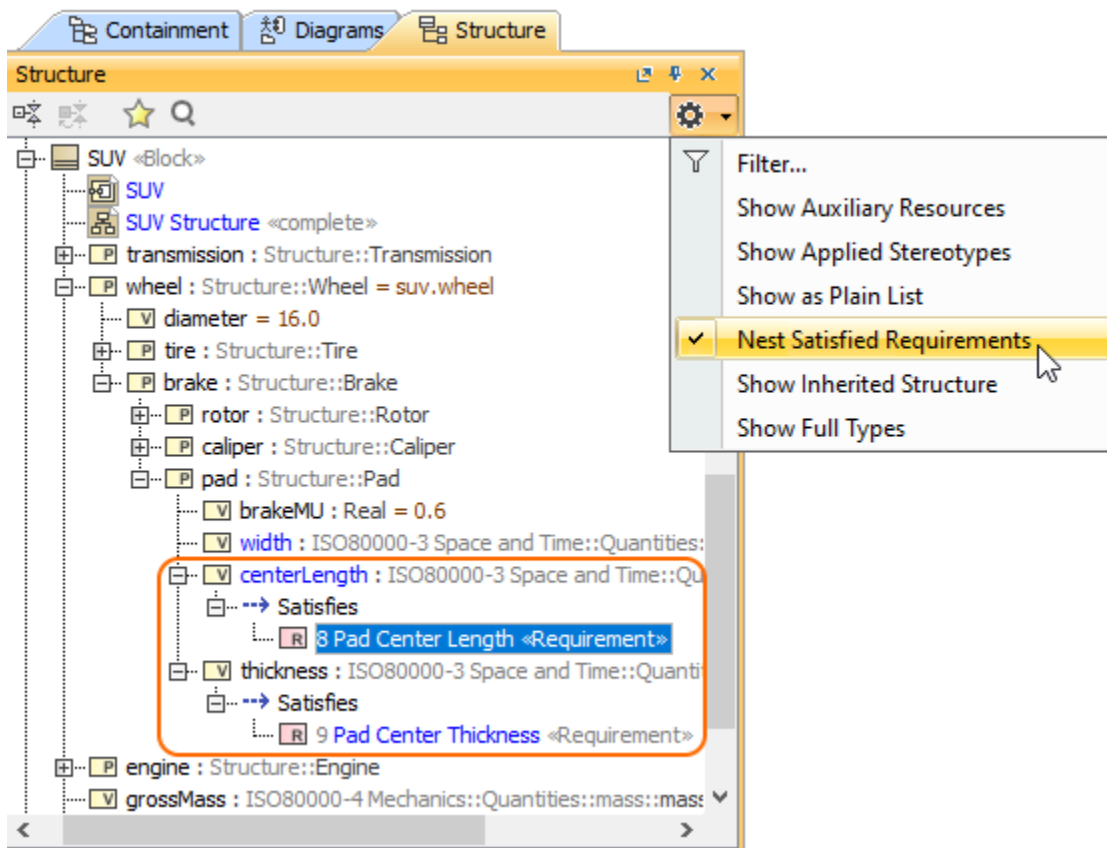 Containment Diagrams Structure
Structure
SUV «Block»
SUV
SUV Structure «complete»
P transmission : Structure::Transmission
P wheel : Structure::Wheel = suv.wheel
V diameter = 16.0
P tire : Structure::Tire
P brake : Structure::Brake
P rotor : Structure::Rotor
P caliper : Structure::Caliper
P pad : Structure::Pad
V brakeMU : Real = 0.6
V width : ISO80000-3 Space and Time::Quantities:
V centerLength : ISO80000-3 Space and Time::Qu
Satisfies
R 8 Pad Center Length «Requirement»
V thickness : ISO80000-3 Space and Time::Quanti
Satisfies
R 9 Pad Center Thickness «Requirement»
P engine : Structure::Engine
V grossMass : ISO80000-4 Mechanics::Quantities::mass::mass
Filter...
Show Auxiliary Resources
Show Applied Stereotypes
Show as Plain List
Nest Satisfied Requirements
Show Inherited Structure
Show Full Types